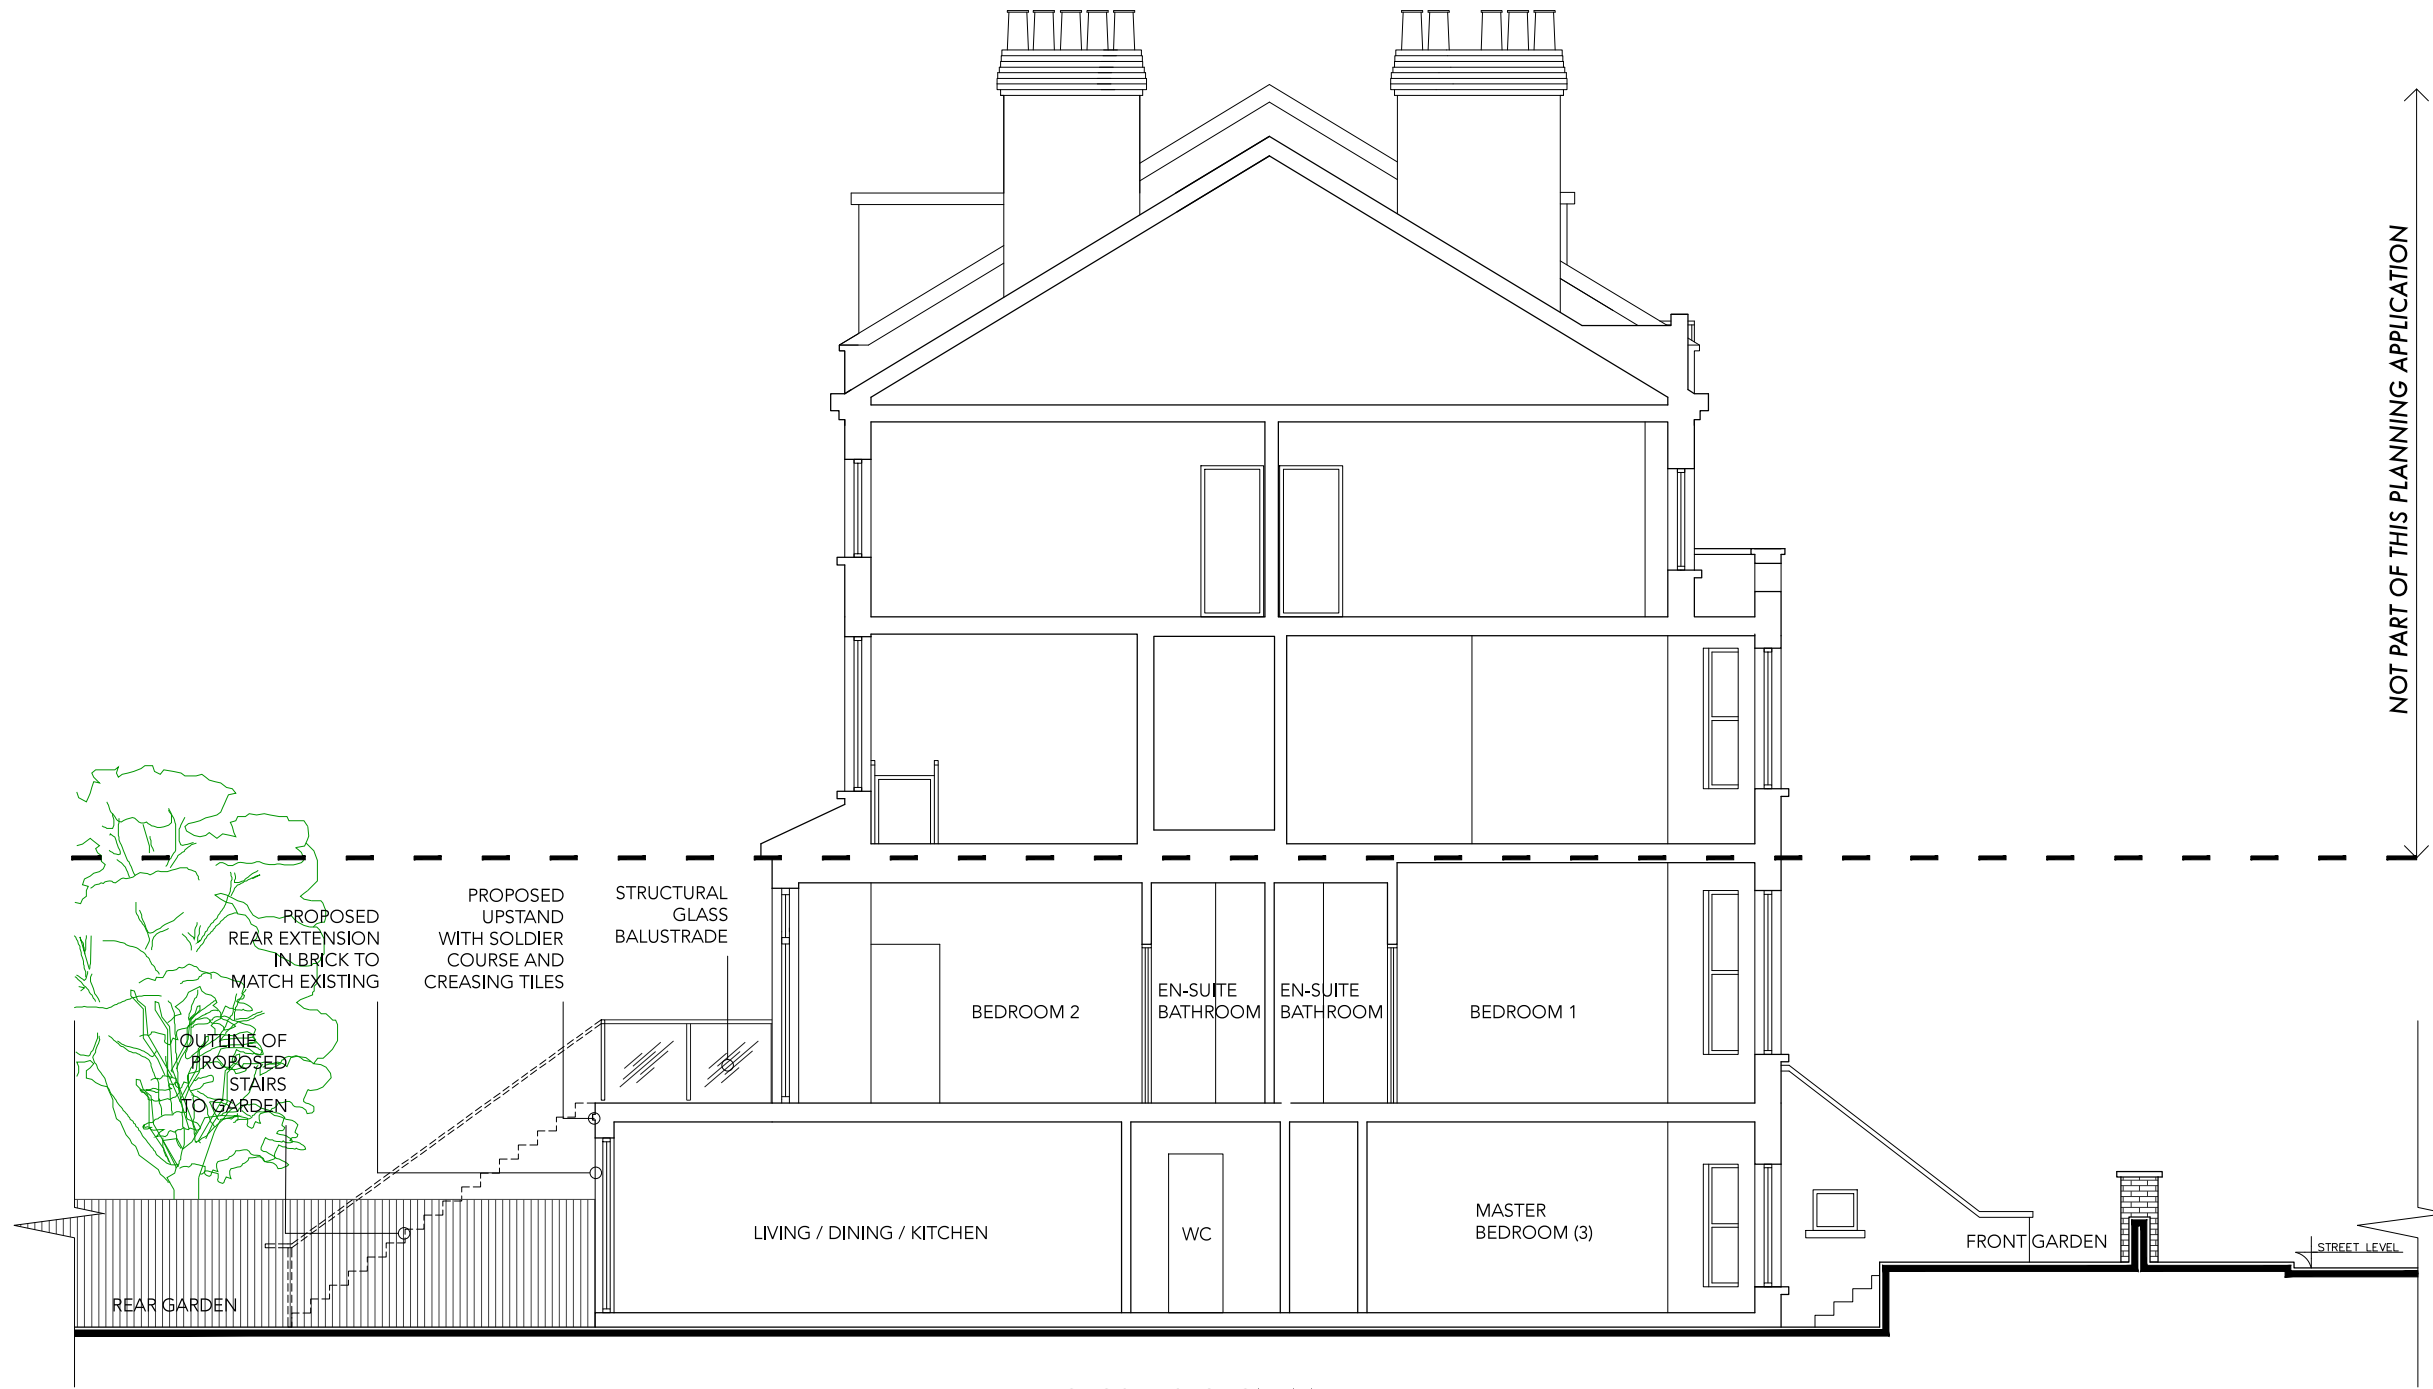 NOT PART OF THIS PLANNING APPLICATION
PROPOSED
REAR EXTENSION
IN BRICK TO
MATCH EXISTING
PROPOSED
UPSTAND
WITH SOLDIER
COURSE AND
CREASING TILES
STRUCTURAL
GLASS
BALUSTRADE
OUTLINE OF
PROPOSED
STAIRS
TO GARDEN
BEDROOM 2
EN-SUITE
BATHROOM
EN-SUITE
BATHROOM
BEDROOM 1
LIVING / DINING / KITCHEN
WC
MASTER
BEDROOM (3)
FRONT GARDEN
STREET LEVEL
REAR GARDEN